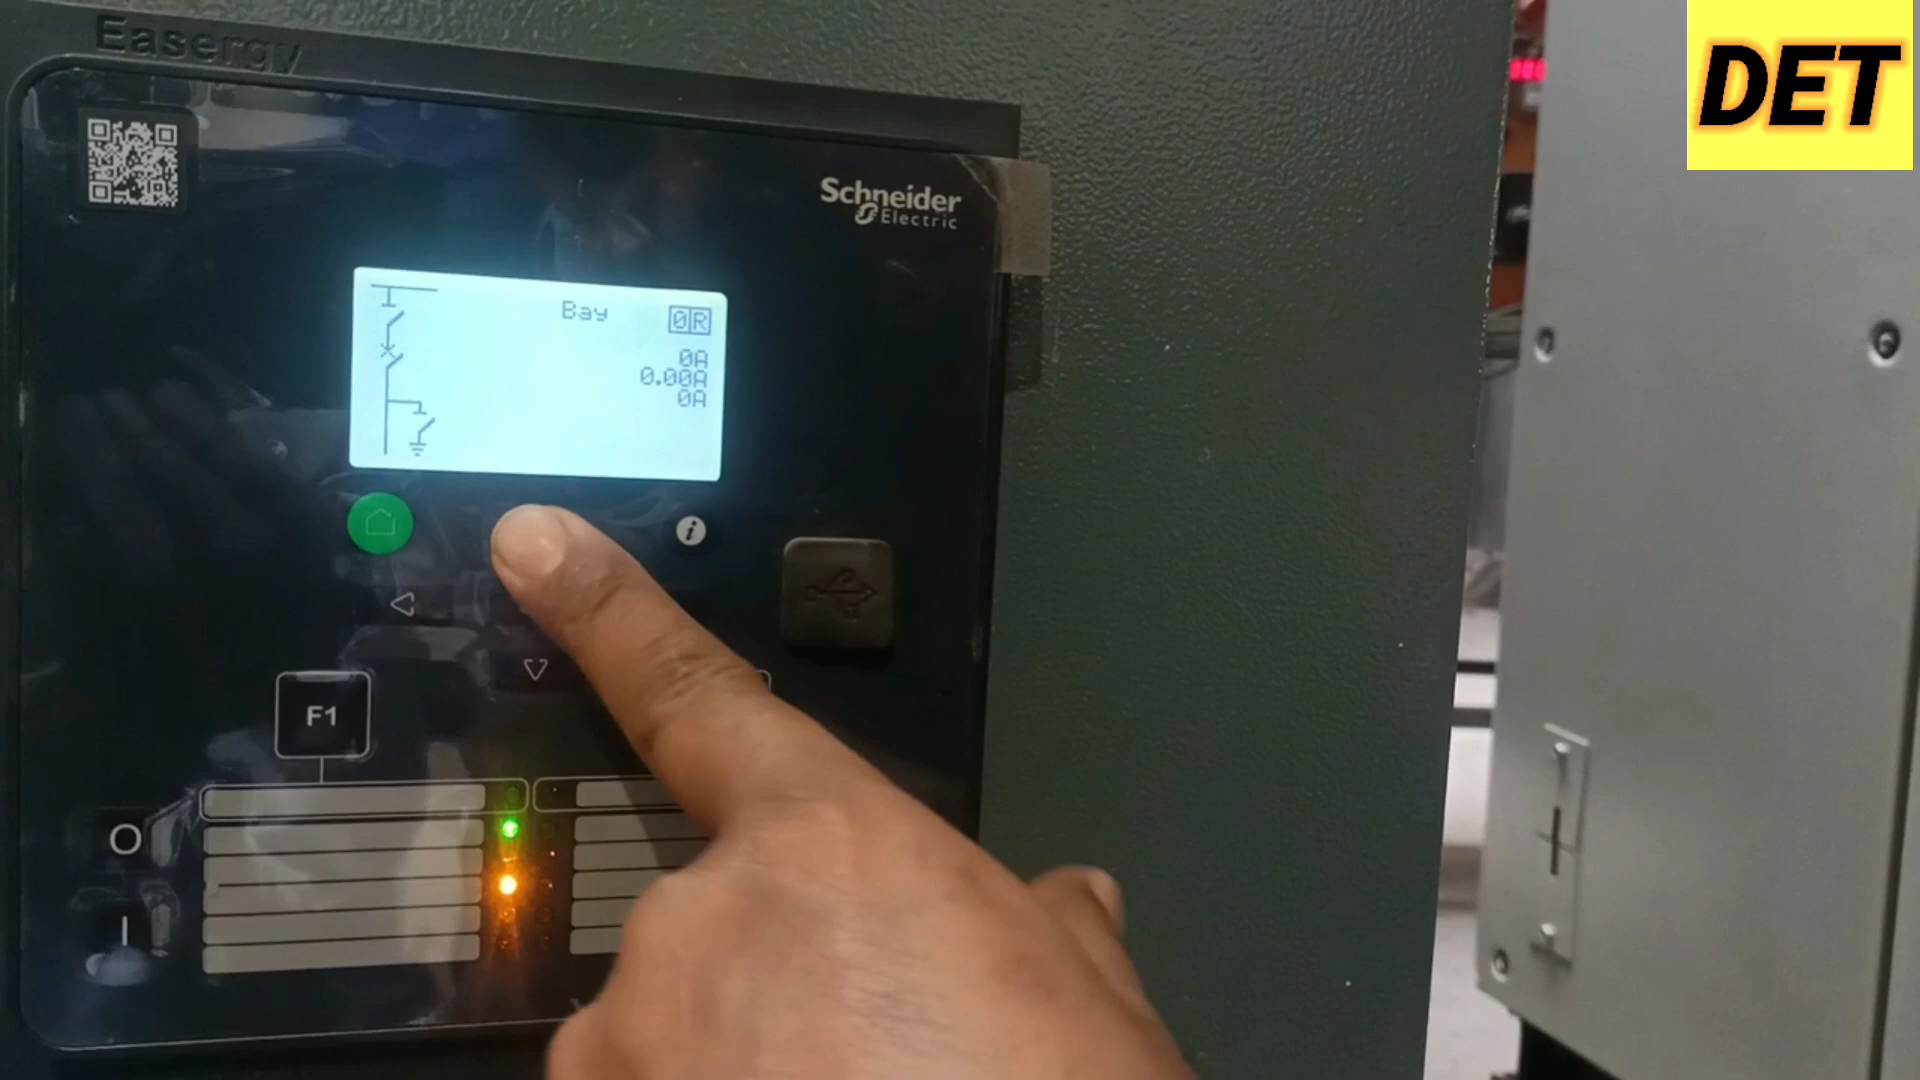 Easergy
DET
Schneider
Electric
Bay
0R
0A
0.00A
0A
i
F1
O
I